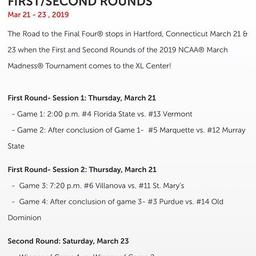 FIRST/SECOND ROUNDS
Mar 21 - 23 , 2019
The Road to the Final Four® stops in Hartford, Connecticut March 21 &
23 when the First and Second Rounds of the 2019 NCAA® March
Madness® Tournament comes to the XL Center!
First Round- Session 1: Thursday, March 21
- Game 1: 2:00 p.m. #4 Florida State vs. #13 Vermont
- Game 2: After conclusion of Game 1- #5 Marquette vs. #12 Murray
State
First Round- Session 2: Thursday, March 21
- Game 3: 7:20 p.m. #6 Villanova vs. #11 St. Mary's
- Game 4: After conclusion of game 3- #3 Purdue vs. #14 Old
Dominion
Second Round: Saturday, March 23